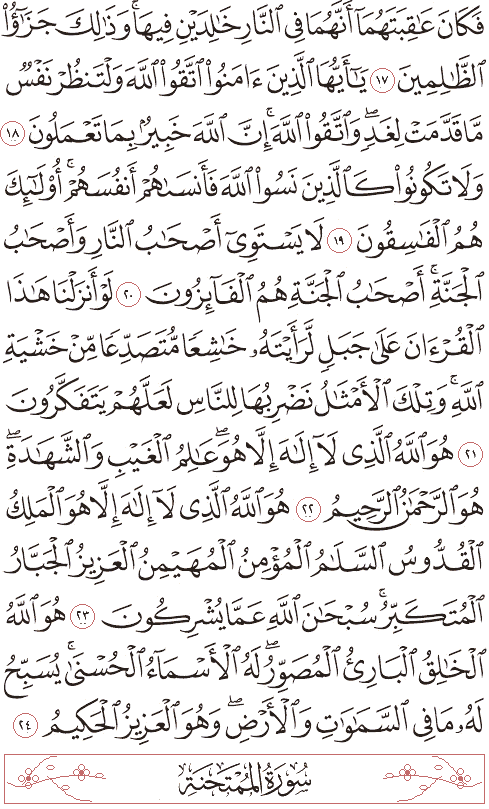 فَكَانَ عَٰقِبَتَهُمَآ أَنَّهُمَا فِي ٱلنَّارِ خَٰلِدَيۡنِ فِيهَاۚ وَذَٰلِكَ جَزَٰٓؤُاْ
ٱلظَّٰلِمِينَ ١٧ يَٰٓأَيُّهَا ٱلَّذِينَ ءَامَنُواْ ٱتَّقُواْ ٱللَّهَ وَلۡتَنظُرۡ نَفۡسٞ
مَّا قَدَّمَتۡ لِغَدٖۖ وَٱتَّقُواْ ٱللَّهَۚ إِنَّ ٱللَّهَ خَبِيرُۢ بِمَا تَعۡمَلُونَ ١٨
وَلَا تَكُونُواْ كَٱلَّذِينَ نَسُواْ ٱللَّهَ فَأَنسَىٰهُمۡ أَنفُسَهُمۡۚ أُوْلَٰٓئِكَ
هُمُ ٱلۡفَٰسِقُونَ ١٩ لَا يَسۡتَوِيٓ أَصۡحَٰبُ ٱلنَّارِ وَأَصۡحَٰبُ
ٱلۡجَنَّةِۚ أَصۡحَٰبُ ٱلۡجَنَّةِ هُمُ ٱلۡفَآئِزُونَ ٢٠ لَوۡ أَنزَلۡنَا هَٰذَا
ٱلۡقُرۡءَانَ عَلَىٰ جَبَلٖ لَّرَأَيۡتَهُۥ خَٰشِعٗا مُّتَصَدِّعٗا مِّنۡ خَشۡيَةِ
ٱللَّهِۚ وَتِلۡكَ ٱلۡأَمۡثَٰلُ نَضۡرِبُهَا لِلنَّاسِ لَعَلَّهُمۡ يَتَفَكَّرُونَ
٢١ هُوَ ٱللَّهُ ٱلَّذِي لَآ إِلَٰهَ إِلَّا هُوَۖ عَٰلِمُ ٱلۡغَيۡبِ وَٱلشَّهَٰدَةِۖ
هُوَ ٱلرَّحۡمَٰنُ ٱلرَّحِيمُ ٢٢ هُوَ ٱللَّهُ ٱلَّذِي لَآ إِلَٰهَ إِلَّا هُوَ ٱلۡمَلِكُ
ٱلۡقُدُّوسُ ٱلسَّلَٰمُ ٱلۡمُؤۡمِنُ ٱلۡمُهَيۡمِنُ ٱلۡعَزِيزُ ٱلۡجَبَّارُ
ٱلۡمُتَكَبِّرُۚ سُبۡحَٰنَ ٱللَّهِ عَمَّا يُشۡرِكُونَ ٢٣ هُوَ ٱللَّهُ
ٱلۡخَٰلِقُ ٱلۡبَارِئُ ٱلۡمُصَوِّرُۖ لَهُ ٱلۡأَسۡمَآءُ ٱلۡحُسۡنَىٰۚ يُسَبِّحُ
لَهُۥ مَا فِي ٱلسَّمَٰوَٰتِ وَٱلۡأَرۡضِۖ وَهُوَ ٱلۡعَزِيزُ ٱلۡحَكِيمُ ٢٤
سُورَةُ المُمۡتَحنَةِ